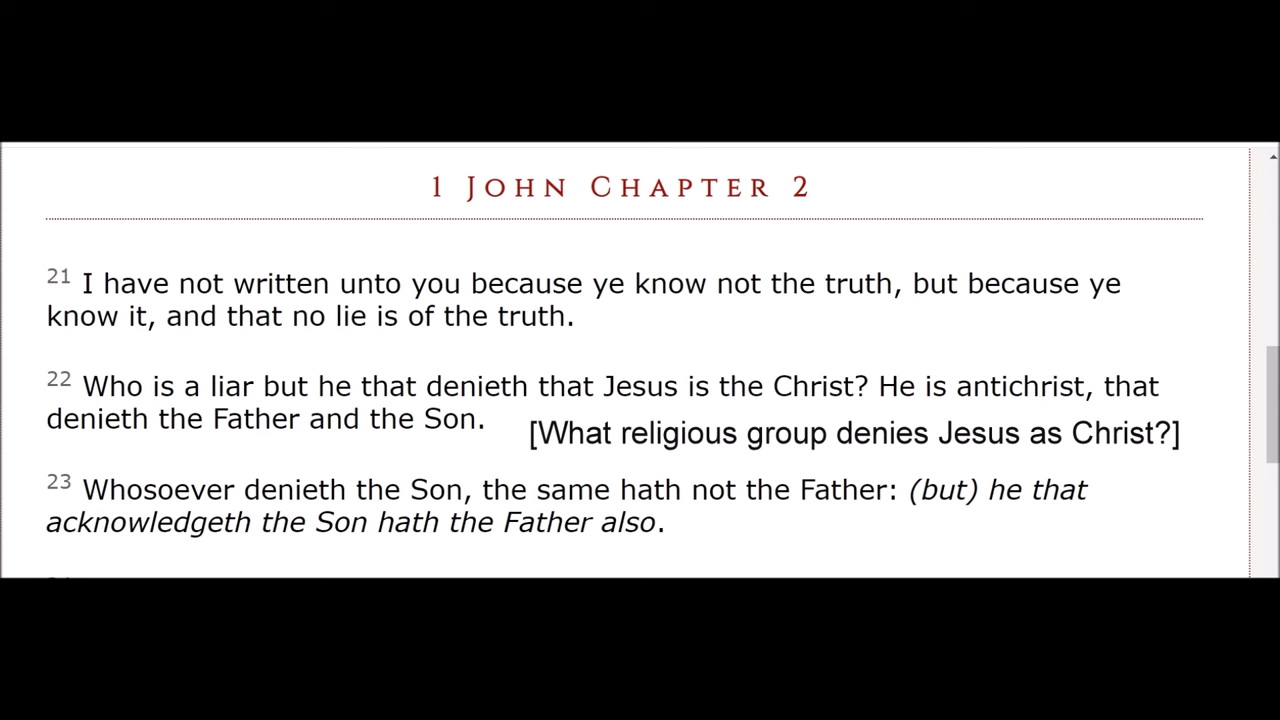 1 John Chapter 2
21 I have not written unto you because ye know not the truth, but because ye
know it, and that no lie is of the truth.
22 Who is a liar but he that denieth that Jesus is the Christ? He is antichrist, that
denieth the Father and the Son.
[What religious group denies Jesus as Christ?]
23 Whosoever denieth the Son, the same hath not the Father: (but) he that
acknowledgeth the Son hath the Father also.